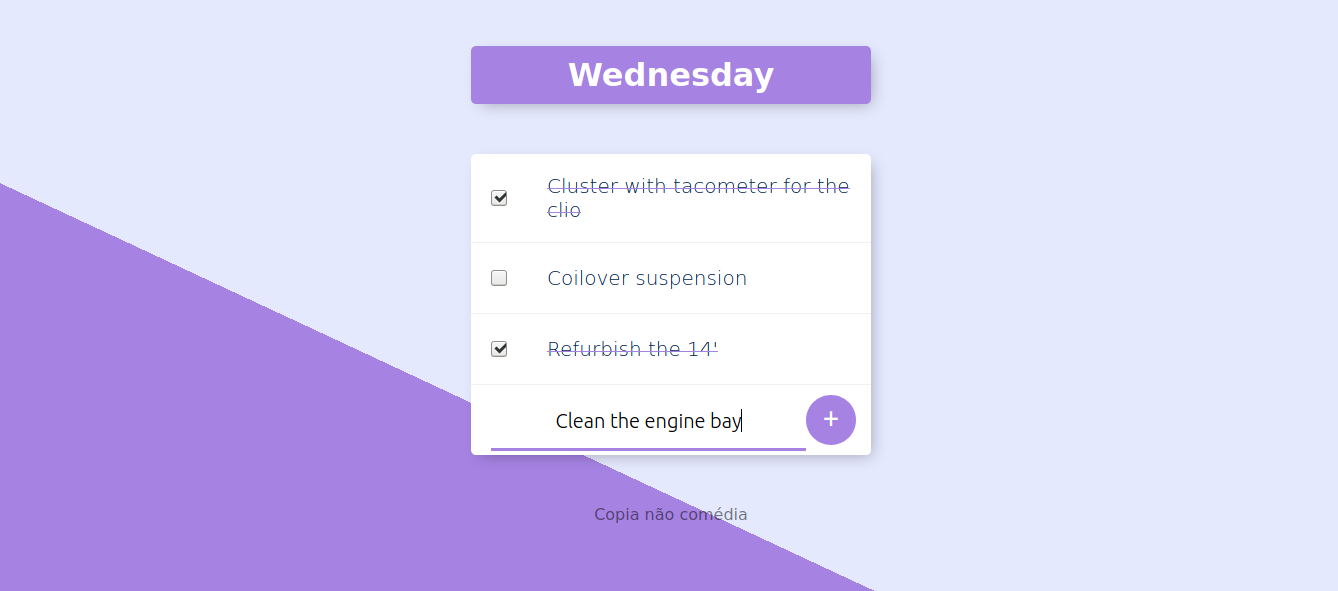 Wednesday
Cluster with tacometer for the
clio
Coilover suspension
Refurbish the 14'
Clean the engine bay
+
Copia não comédia